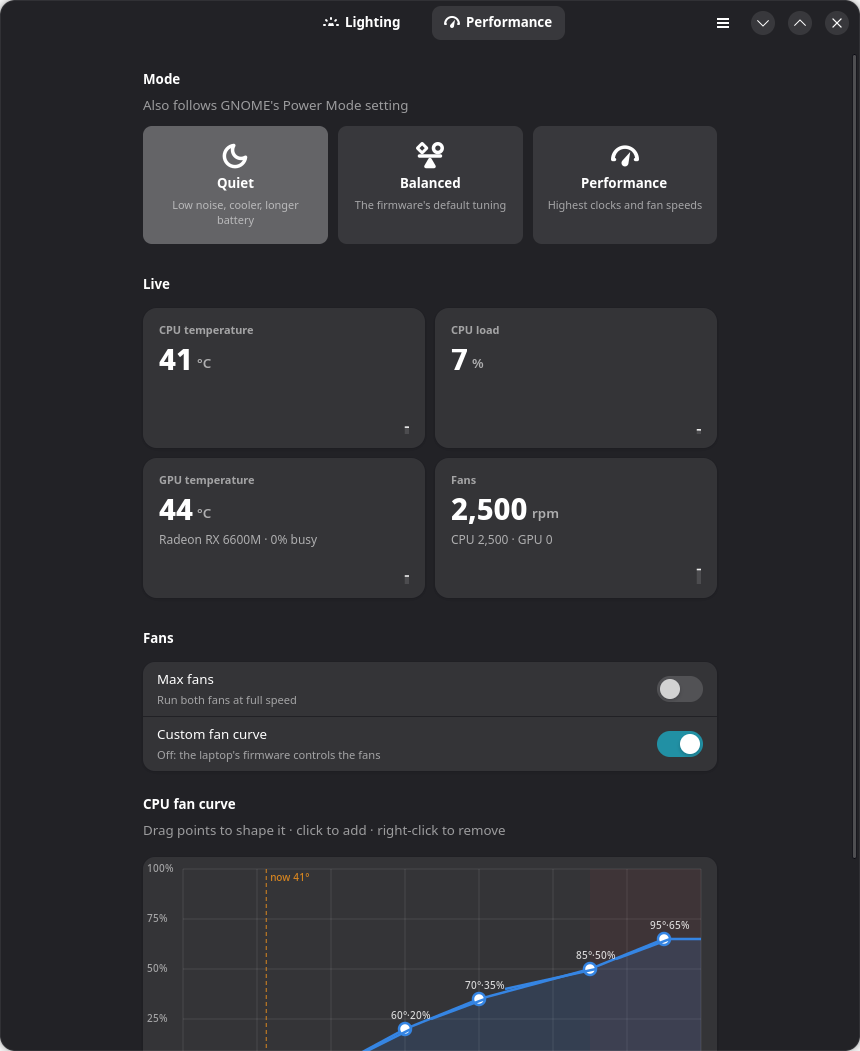 Lighting
Performance
Mode
Also follows GNOME's Power Mode setting
Quiet
Low noise, cooler, longer
battery
Balanced
The firmware's default tuning
Performance
Highest clocks and fan speeds
Live
CPU temperature
41 °C
CPU load
7 %
GPU temperature
44 °C
Radeon RX 6600M · 0% busy
Fans
2,500 rpm
CPU 2,500 · GPU 0
Fans
Max fans
Run both fans at full speed
Custom fan curve
Off: the laptop's firmware controls the fans
CPU fan curve
Drag points to shape it · click to add · right-click to remove
100%
now 41°
75%
95°·65%
85°·50%
50%
70°·35%
60°·20%
25%